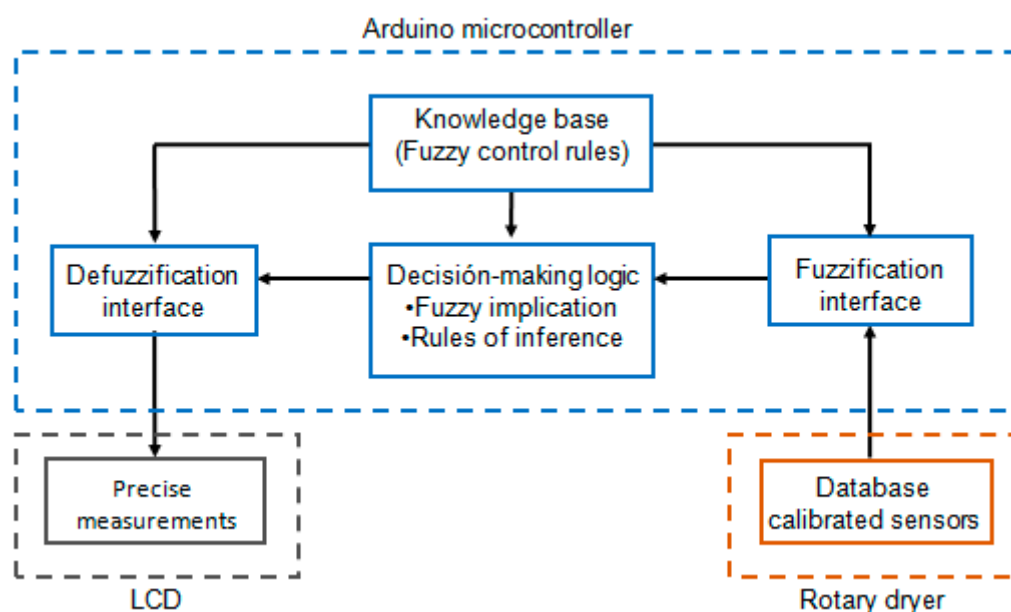 Arduino microcontroller
Knowledge base
(Fuzzy control rules)
Defuzzification
interface
Decisión-making logic
•Fuzzy implication
•Rules of inference
Fuzzification
interface
Precise
measurements
Database
calibrated sensors
LCD
Rotary dryer